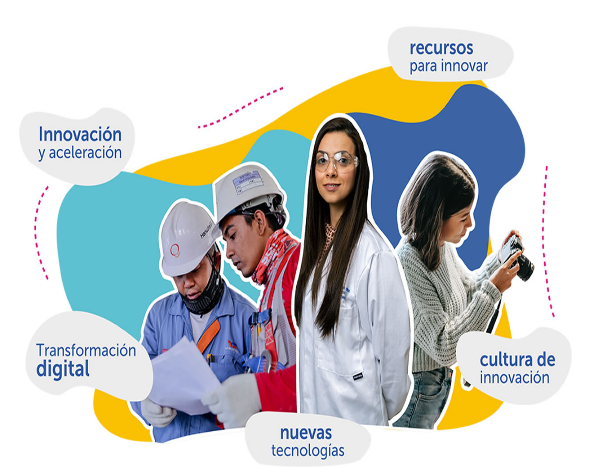 recursos
para innovar
Innovación
y aceleración
Transformación
digital
cultura de
innovación
nuevas
tecnologías